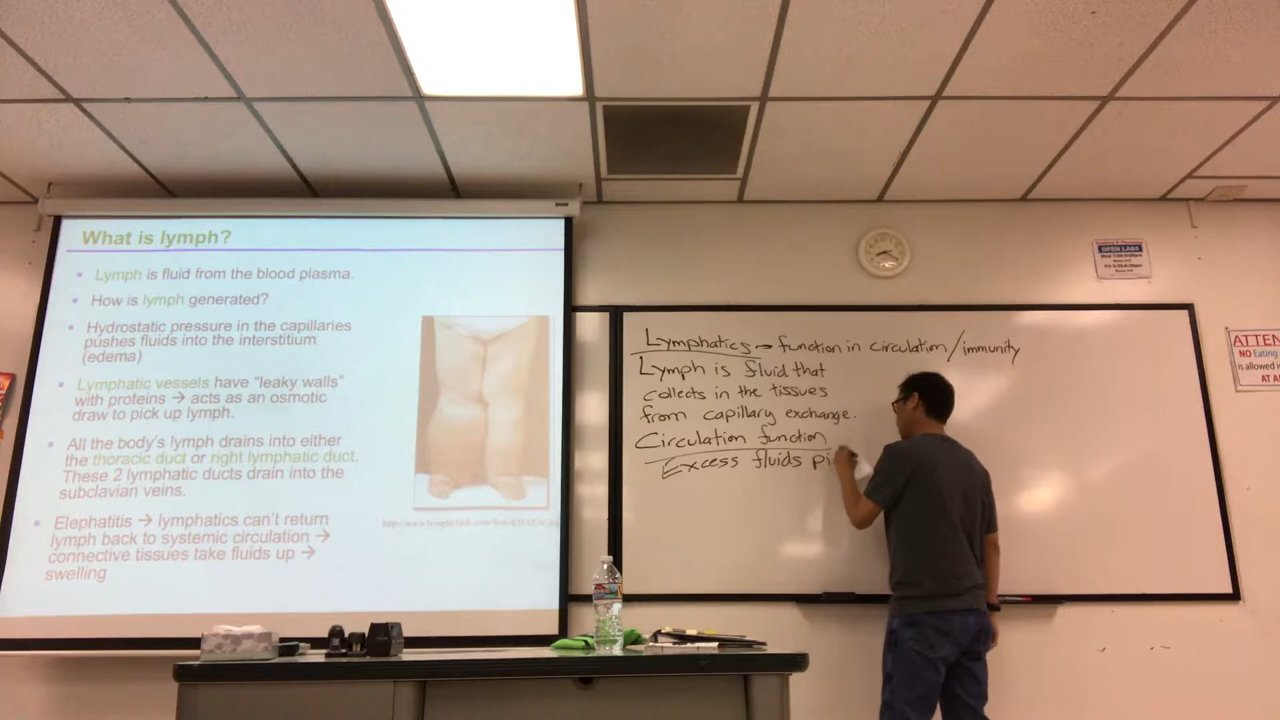 What is lymph?
Lymph is fluid from the blood plasma.
How is lymph generated?
Hydrostatic pressure in the capillaries
pushes fluids into the interstitium
(edema)
Lymphatic vessels have "leaky walls"
with proteins → acts as an osmotic
draw to pick up lymph.
All the body's lymph drains into either
the thoracic duct or right lymphatic duct.
These 2 lymphatic ducts drain into the
subclavian veins.
Elephatitis → lymphatics can't return
lymph back to systemic circulation →
connective tissues take fluids up →
swelling
Lymphatics → function in circulation/immunity
Lymph is fluid that
collects in the tissues
from capillary exchange.
Circulation function
Excess fluids pi
OPEN LABS
ATTEN
NO Eating
is allowed i
AT A